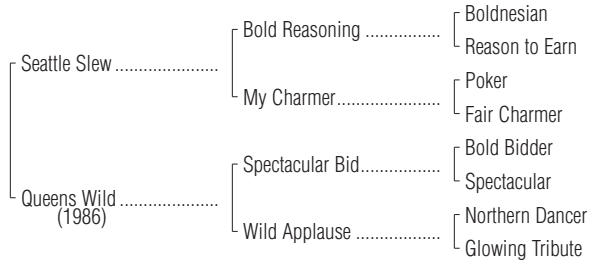 Boldnesian
Bold Reasoning ..................
Reason to Earn
Seattle Slew ......................
Poker
My Charmer......................
Fair Charmer
Bold Bidder
Spectacular Bid.................
Spectacular
Queens Wild .....................
(1986)
Northern Dancer
Wild Applause ..................
Glowing Tribute